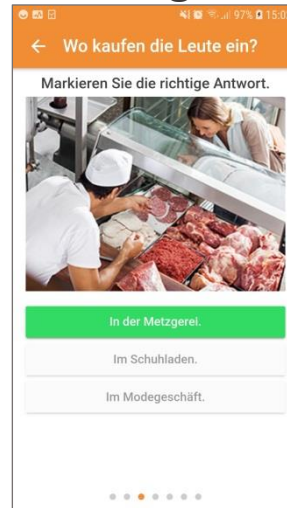 97% 15:0
Wo kaufen die Leute ein?
Markieren Sie die richtige Antwort.
In der Metzgerei.
Im Schuhladen.
Im Modegeschäft.